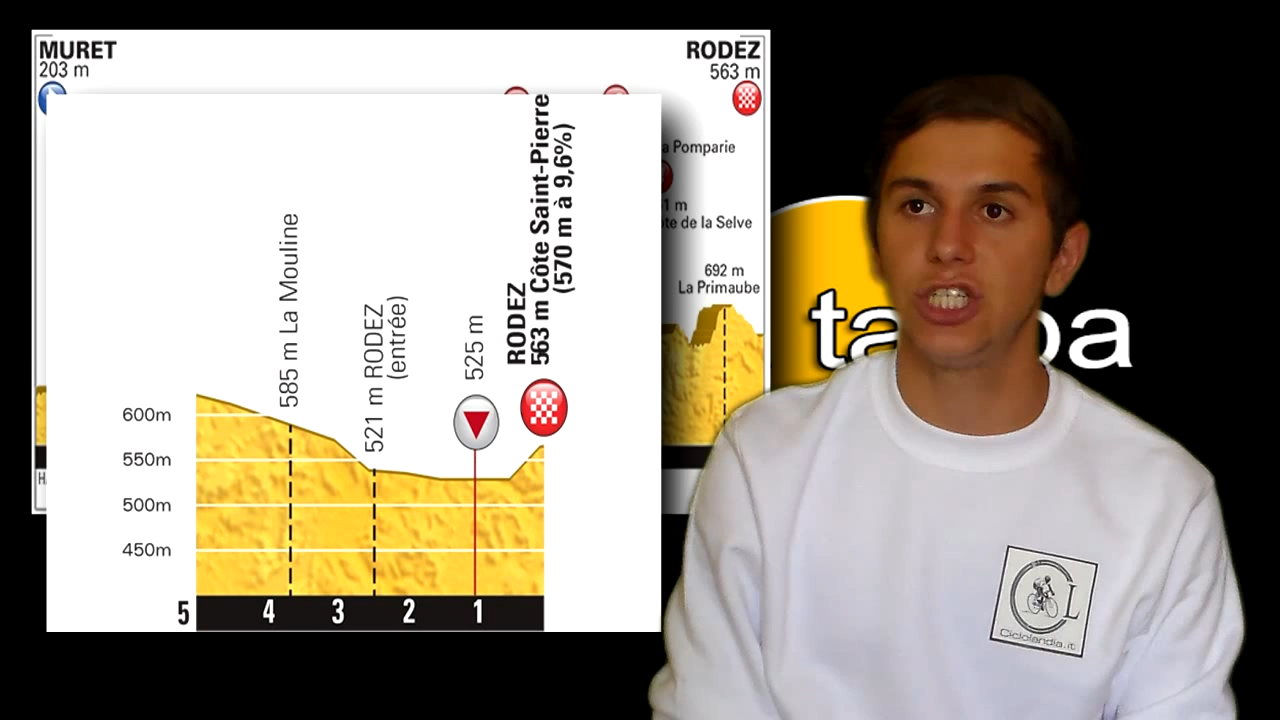 MURET
203 m
RODEZ
563 m
Pomparie
m
de la Selve
692 m
La Primaube
585 m La Mouline
521 m RODEZ
(entrée)
525 m
RODEZ
563 m Côte Saint-Pierre
(570 m à 9,6%)
600m
550m
500m
450m
5 4 3 2 1
CL
Ciclolandia.it